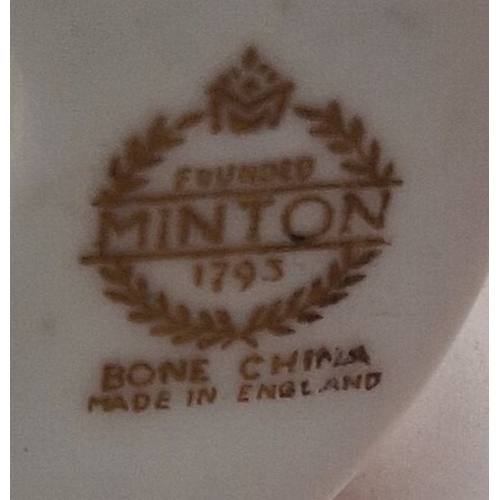 FOUNDED
MINTON
1793
BONE CHINA
MADE IN ENGLAND